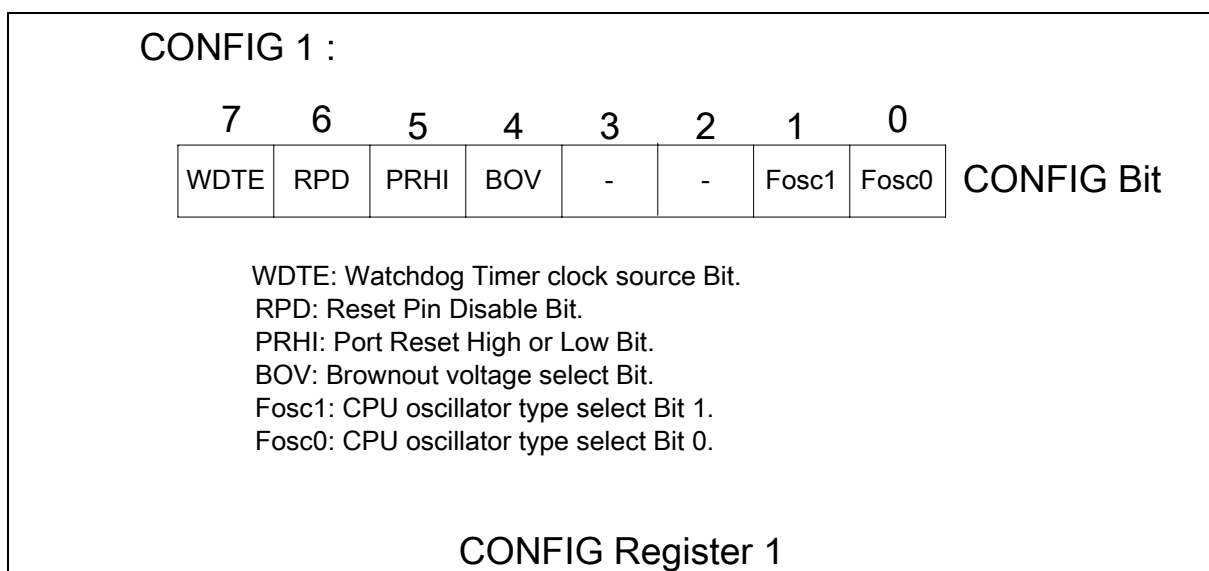 CONFIG 1 :
7 6 5 4 3 2 1 0
WDTE RPD PRHI BOV - - Fosc1 Fosc0 CONFIG Bit
WDTE: Watchdog Timer clock source Bit.
RPD: Reset Pin Disable Bit.
PRHI: Port Reset High or Low Bit.
BOV: Brownout voltage select Bit.
Fosc1: CPU oscillator type select Bit 1.
Fosc0: CPU oscillator type select Bit 0.
CONFIG Register 1